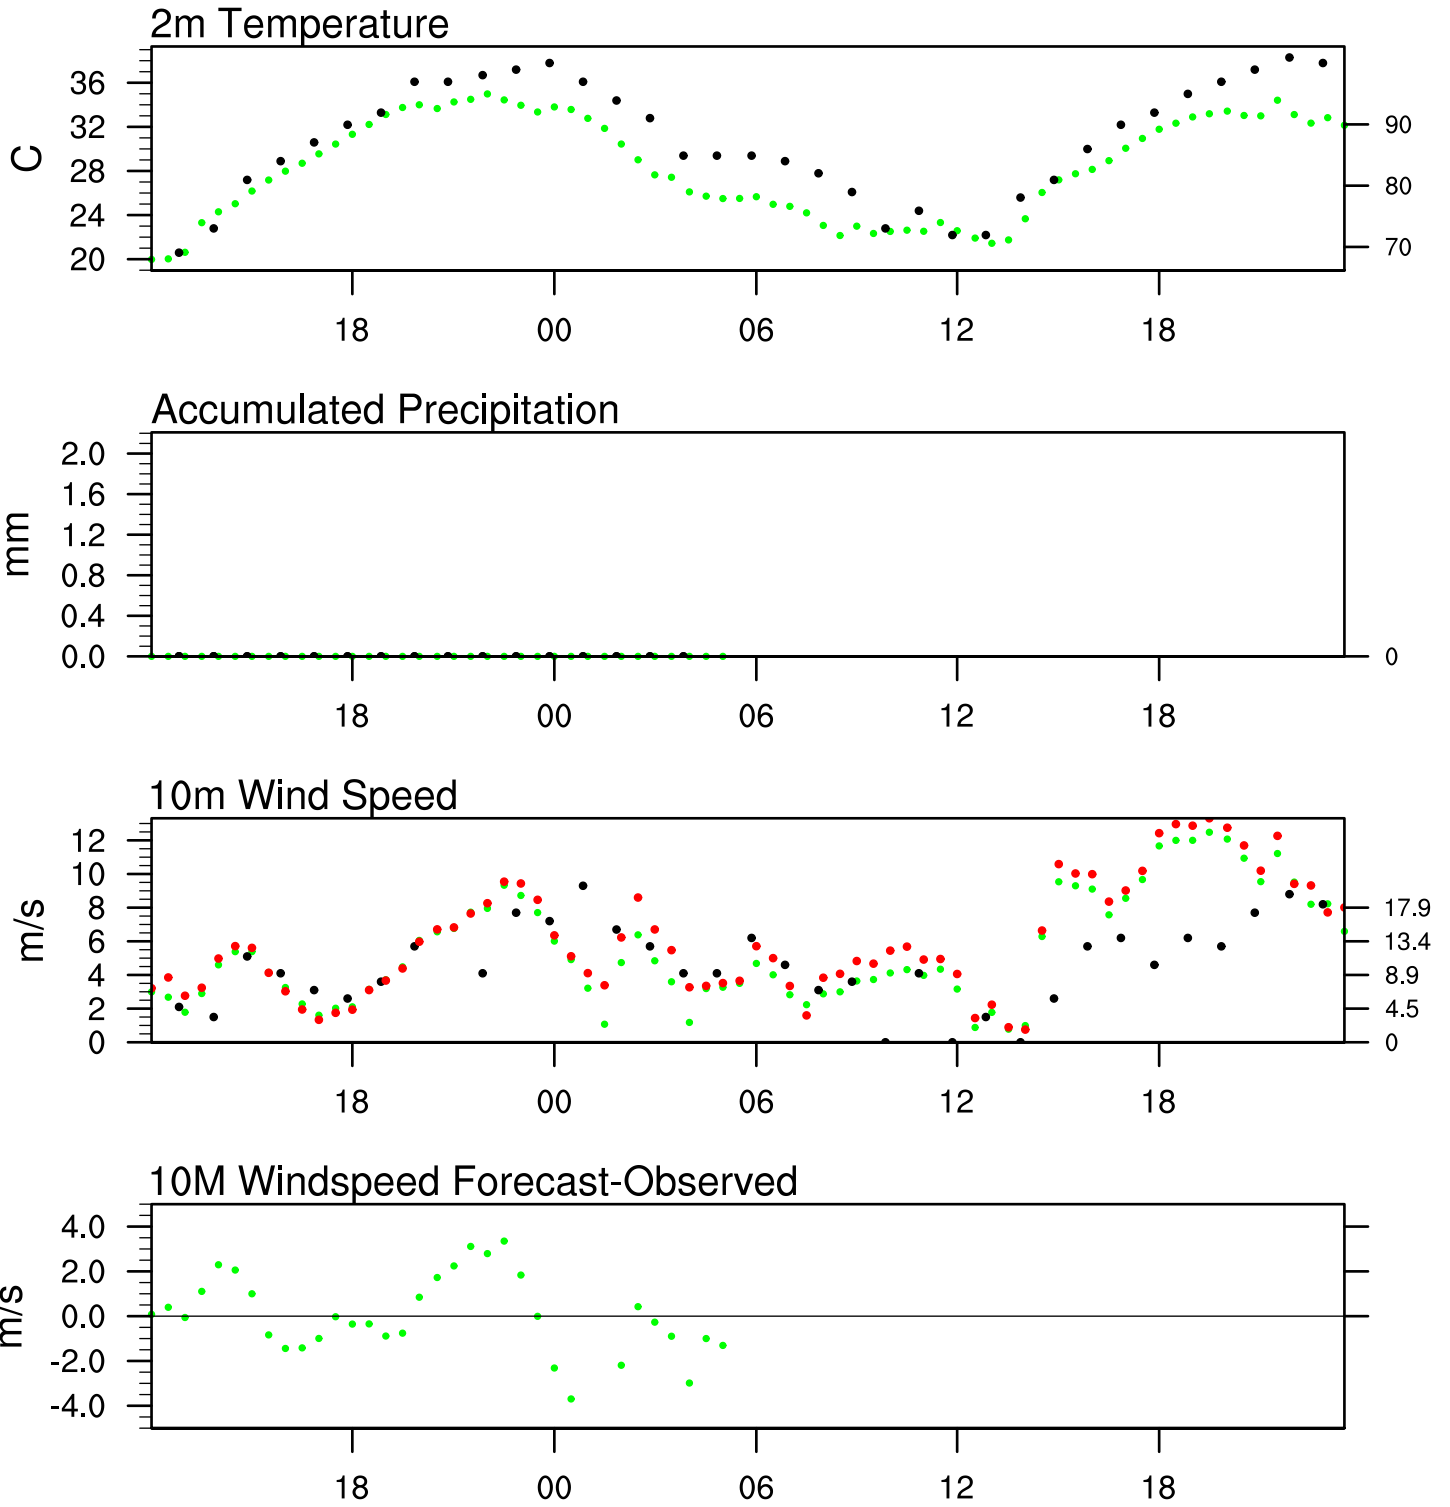 2m Temperature
C
36
32
28
24
20
90
80
70
18 00 06 12 18
Accumulated Precipitation
mm
2.0
1.6
1.2
0.8
0.4
0.0
0
18 00 06 12 18
10m Wind Speed
m/s
12
10
8
6
4
2
0
17.9
13.4
8.9
4.5
0
18 00 06 12 18
10M Windspeed Forecast-Observed
m/s
4.0
2.0
0.0
-2.0
-4.0
18 00 06 12 18